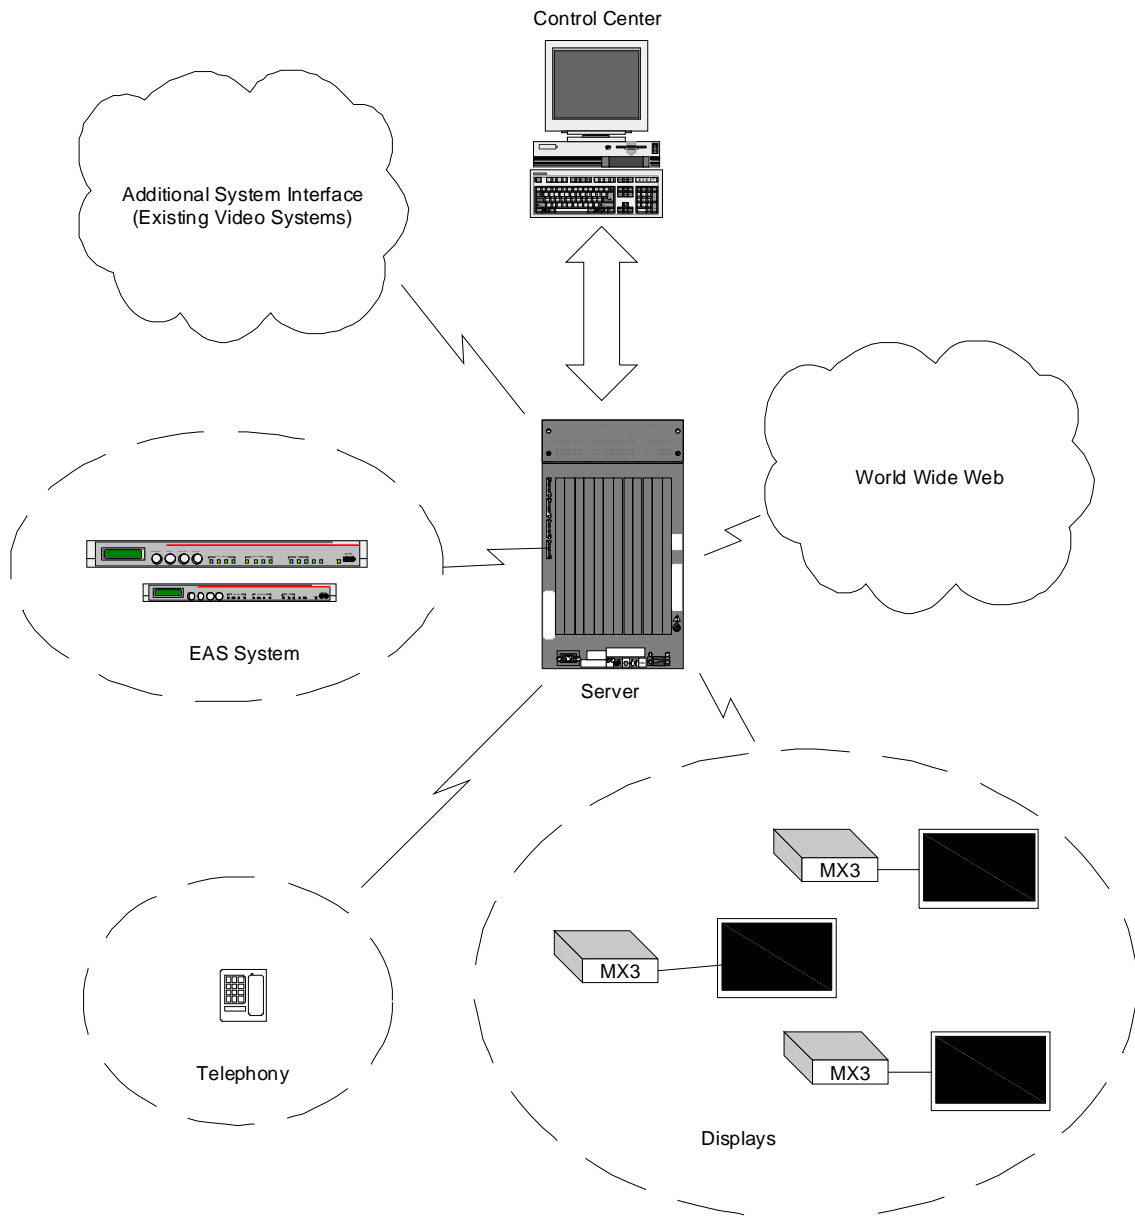 Control Center
Additional System Interface
(Existing Video Systems)
World Wide Web
EAS System
Server
MX3
MX3
MX3
Telephony
Displays